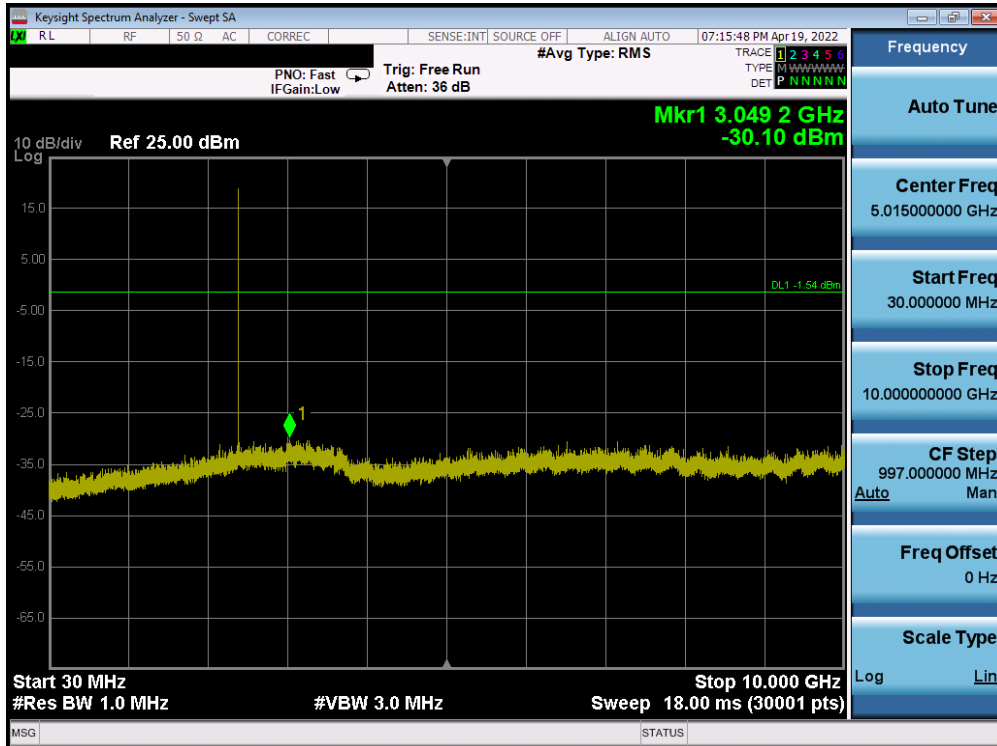 Keysight Spectrum Analyzer - Swept SA
LXI RL RF 50 Ω AC CORREC SENSE:INT SOURCE OFF ALIGN AUTO 07:15:48 PM Apr 19, 2022
#Avg Type: RMS
TRACE 1 2 3 4 5 6
TYPE M WWWWW
DET P N N N N N
PNO: Fast
IFGain:Low
Trig: Free Run
Atten: 36 dB
Mkr1 3.049 2 GHz
-30.10 dBm
10 dB/div
Log
Ref 25.00 dBm
15.0
5.00
DL1 -1.54 dBm
-5.00
-15.0
-25.0
1
-35.0
-45.0
-55.0
-65.0
Start 30 MHz
Stop 10.000 GHz
#Res BW 1.0 MHz
#VBW 3.0 MHz
Sweep 18.00 ms (30001 pts)
MSG
STATUS
Frequency
Auto Tune
Center Freq
5.015000000 GHz
Start Freq
30.000000 MHz
Stop Freq
10.000000000 GHz
CF Step
997.000000 MHz
Auto Man
Freq Offset
0 Hz
Scale Type
Log Lin